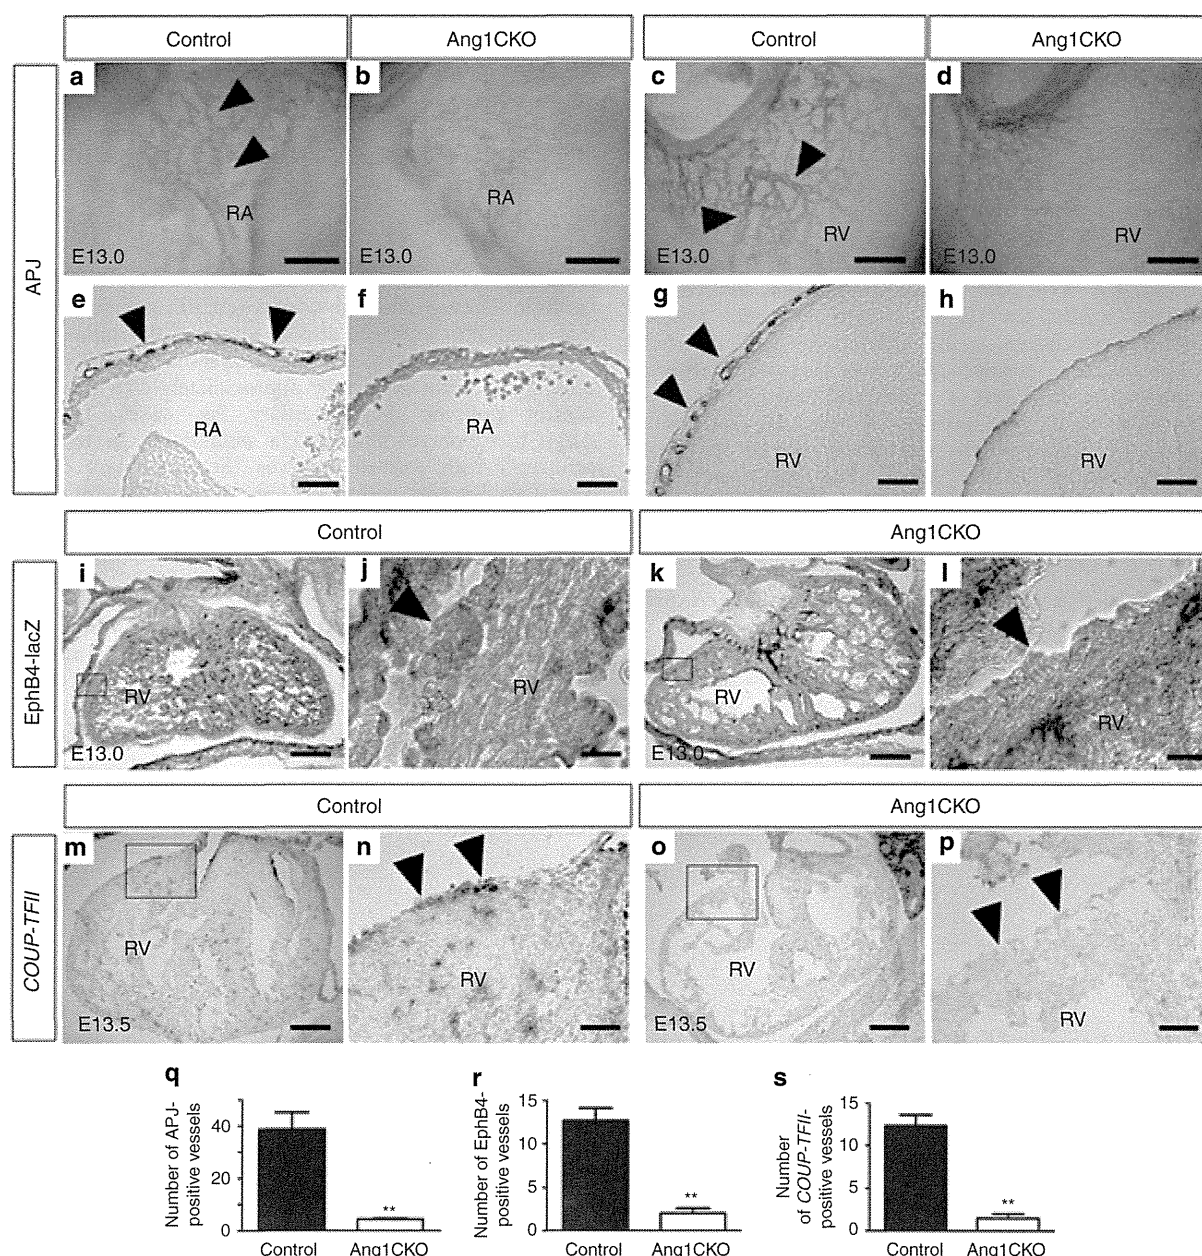 Control
Ang1CKO
Control
Ang1CKO
APJ
a
b
c
d
RA
RA
RV
RV
E13.0
E13.0
E13.0
E13.0
e
f
g
h
RA
RA
RV
RV
Control
Ang1CKO
EphB4-lacZ
i
j
k
l
RV
RV
RV
RV
E13.0
E13.0
Control
Ang1CKO
COUP-TFII
m
n
o
p
RV
RV
RV
RV
E13.5
E13.5
q
Number of APJ-
positive vessels
40
20
0
**
Control
Ang1CKO
r
Number of EphB4-
positive vessels
15
10
5
0
**
Control
Ang1CKO
s
Number
of COUP-TFII-
positive vessels
15
10
5
0
**
Control
Ang1CKO